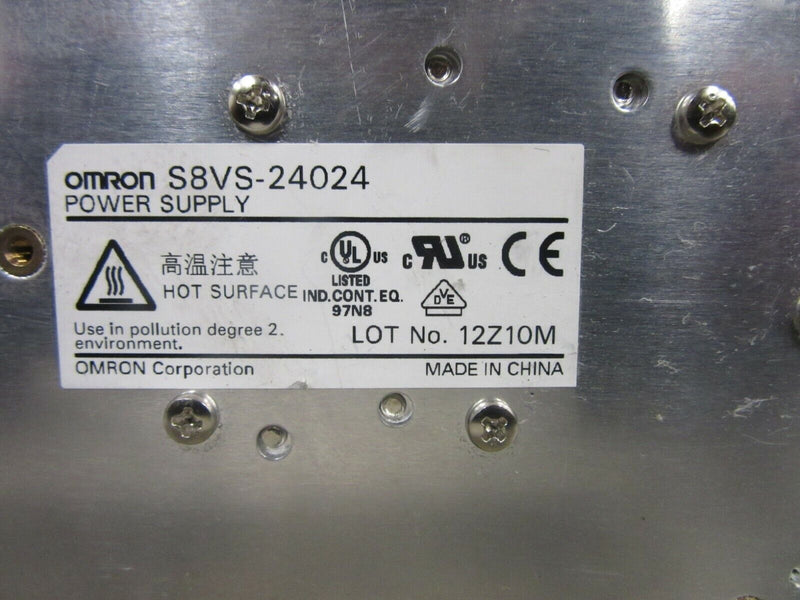 OMRON S8VS-24024
POWER SUPPLY
高温注意
HOT SURFACE
C UL US
LISTED
IND.CONT.EQ.
97N8
C RU® US
CE
DVE
Use in pollution degree 2.
environment.
LOT No. 12Z10M
OMRON Corporation
MADE IN CHINA